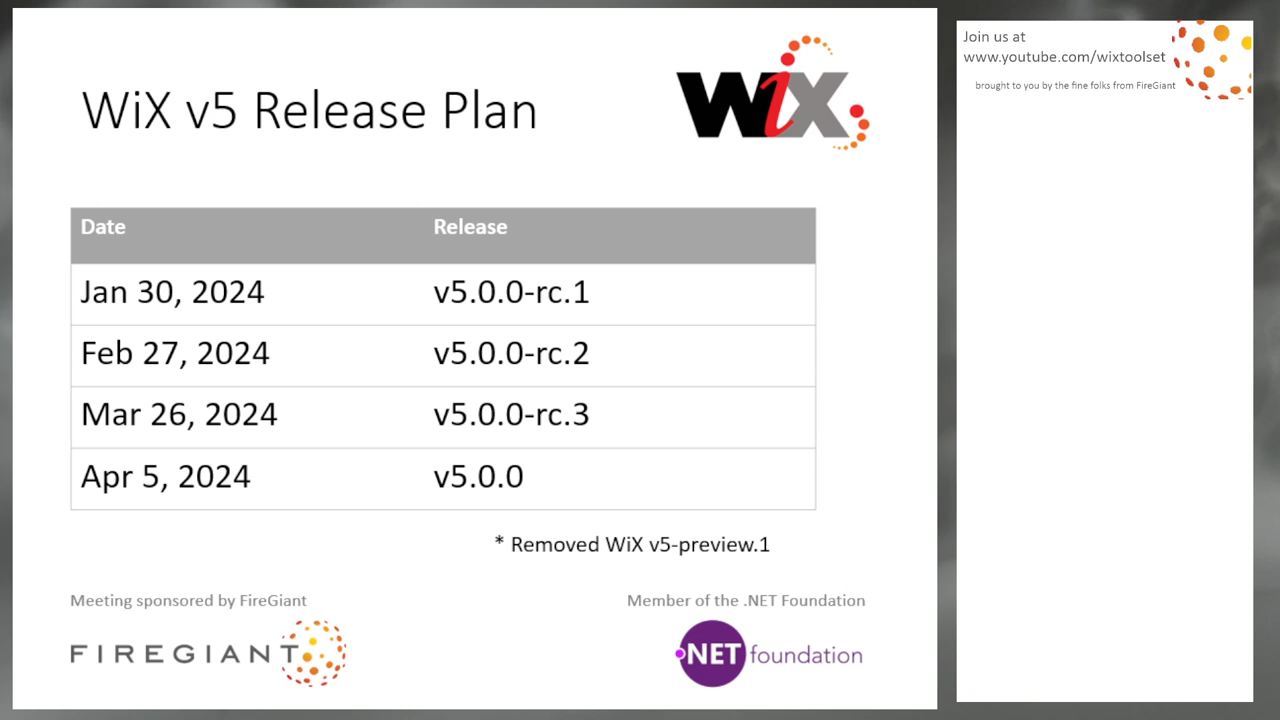 WiX v5 Release Plan
WiX
Date Release
Jan 30, 2024 v5.0.0-rc.1
Feb 27, 2024 v5.0.0-rc.2
Mar 26, 2024 v5.0.0-rc.3
Apr 5, 2024 v5.0.0
* Removed WiX v5-preview.1
Meeting sponsored by FireGiant
FIREGIANT
Member of the .NET Foundation
.NET foundation
Join us at
www.youtube.com/wixtoolset
brought to you by the fine folks from FireGiant